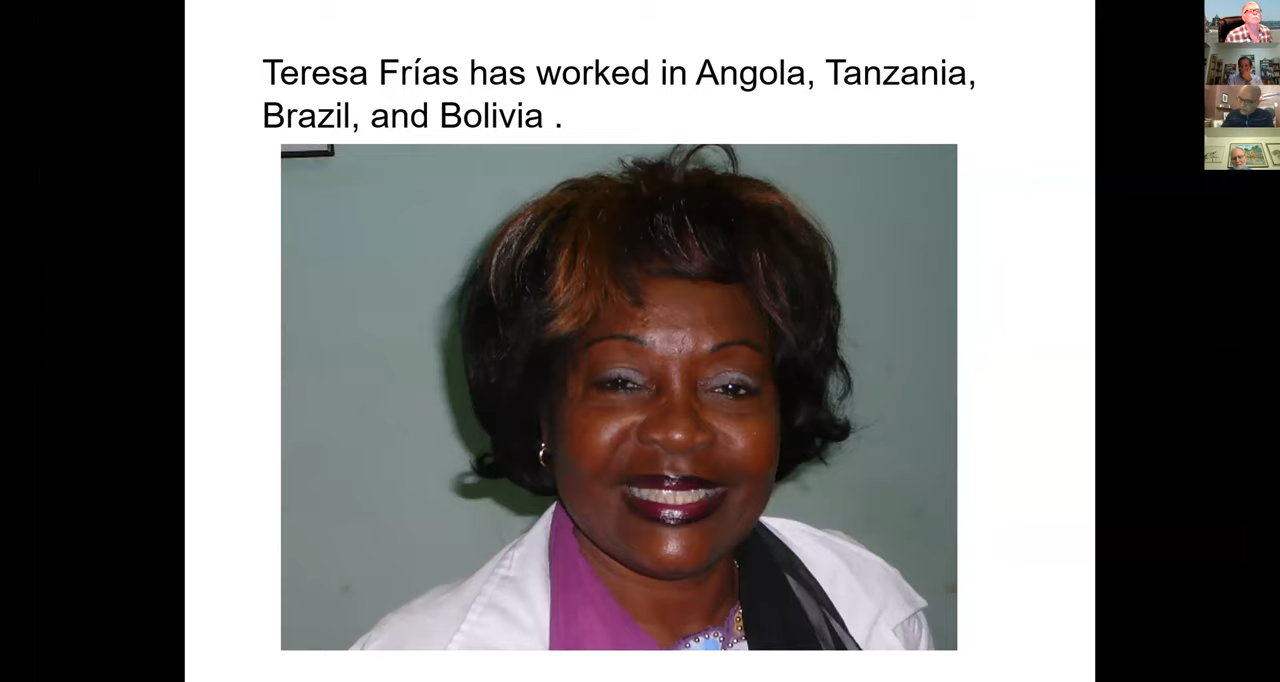 Teresa Frías has worked in Angola, Tanzania,
Brazil, and Bolivia .